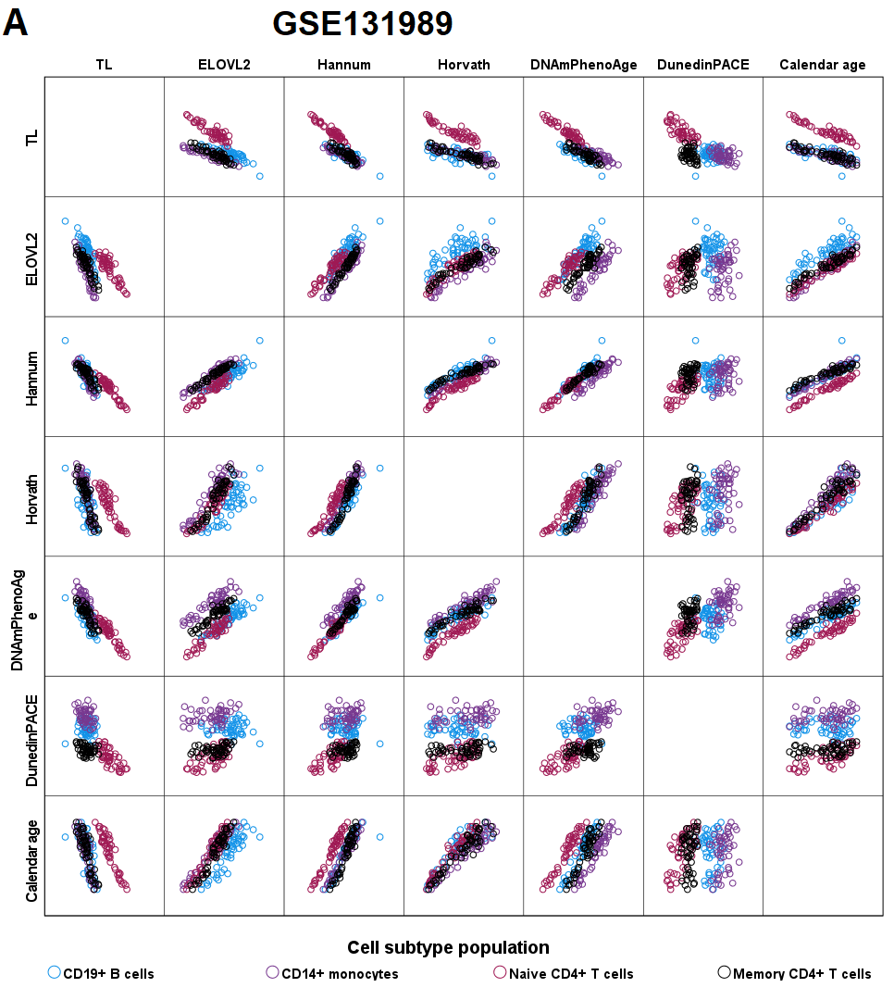 A
GSE131989
TL ELOVL2 Hannum Horvath DNAmPhenoAge DunedinPACE Calendar age
TL
ELOVL2
Hannum
Horvath
DNAmPhenoAg
e
DunedinPACE
Calendar age
Cell subtype population
CD19+ B cells CD14+ monocytes Naive CD4+ T cells Memory CD4+ T cells